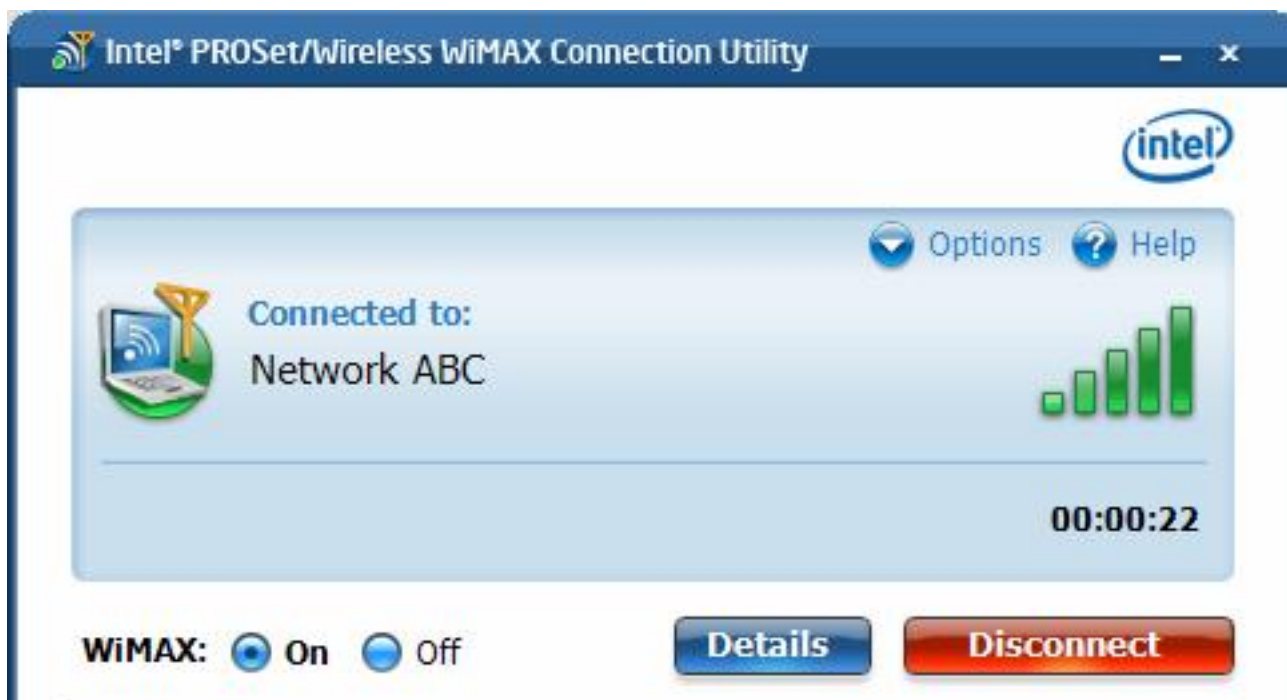 Intel® PROSet/Wireless WiMAX Connection Utility
intel
Options Help
Connected to:
Network ABC
00:00:22
WiMAX: On Off Details Disconnect